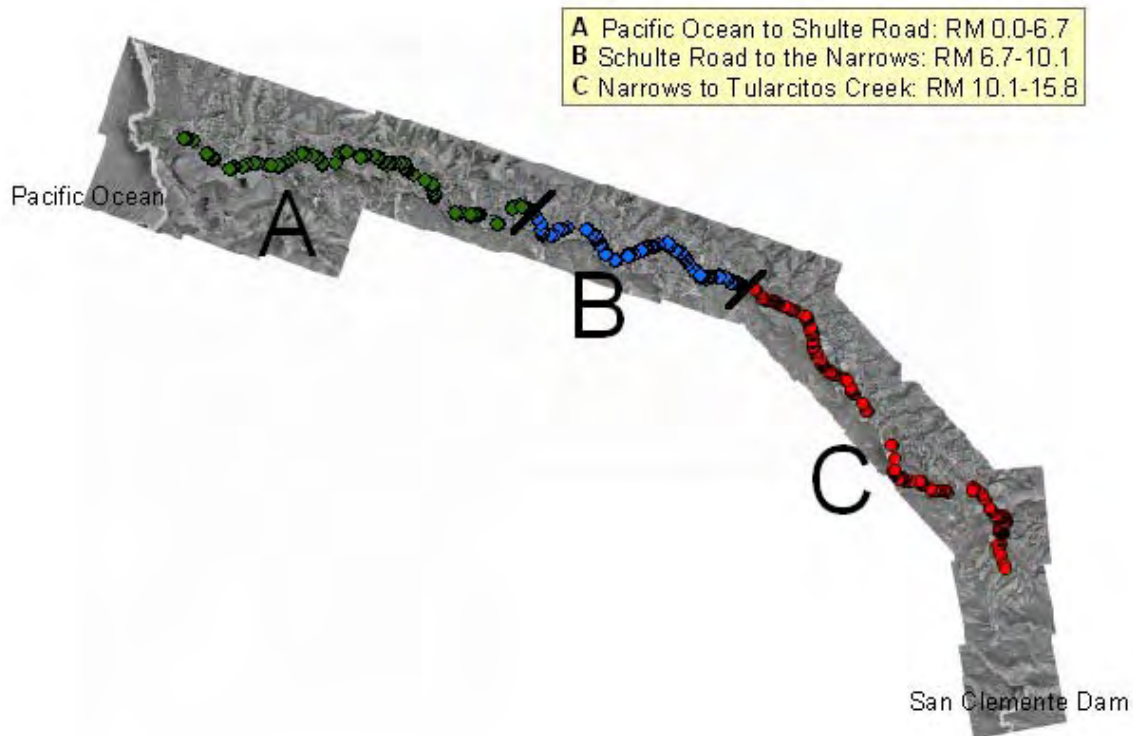 A Pacific Ocean to Shulte Road: RM 0.0-6.7
B Schulte Road to the Narrows: RM 6.7-10.1
C Narrows to Tularcitos Creek: RM 10.1-15.8
Pacific Ocean
A
B
C
San Clemente Dam